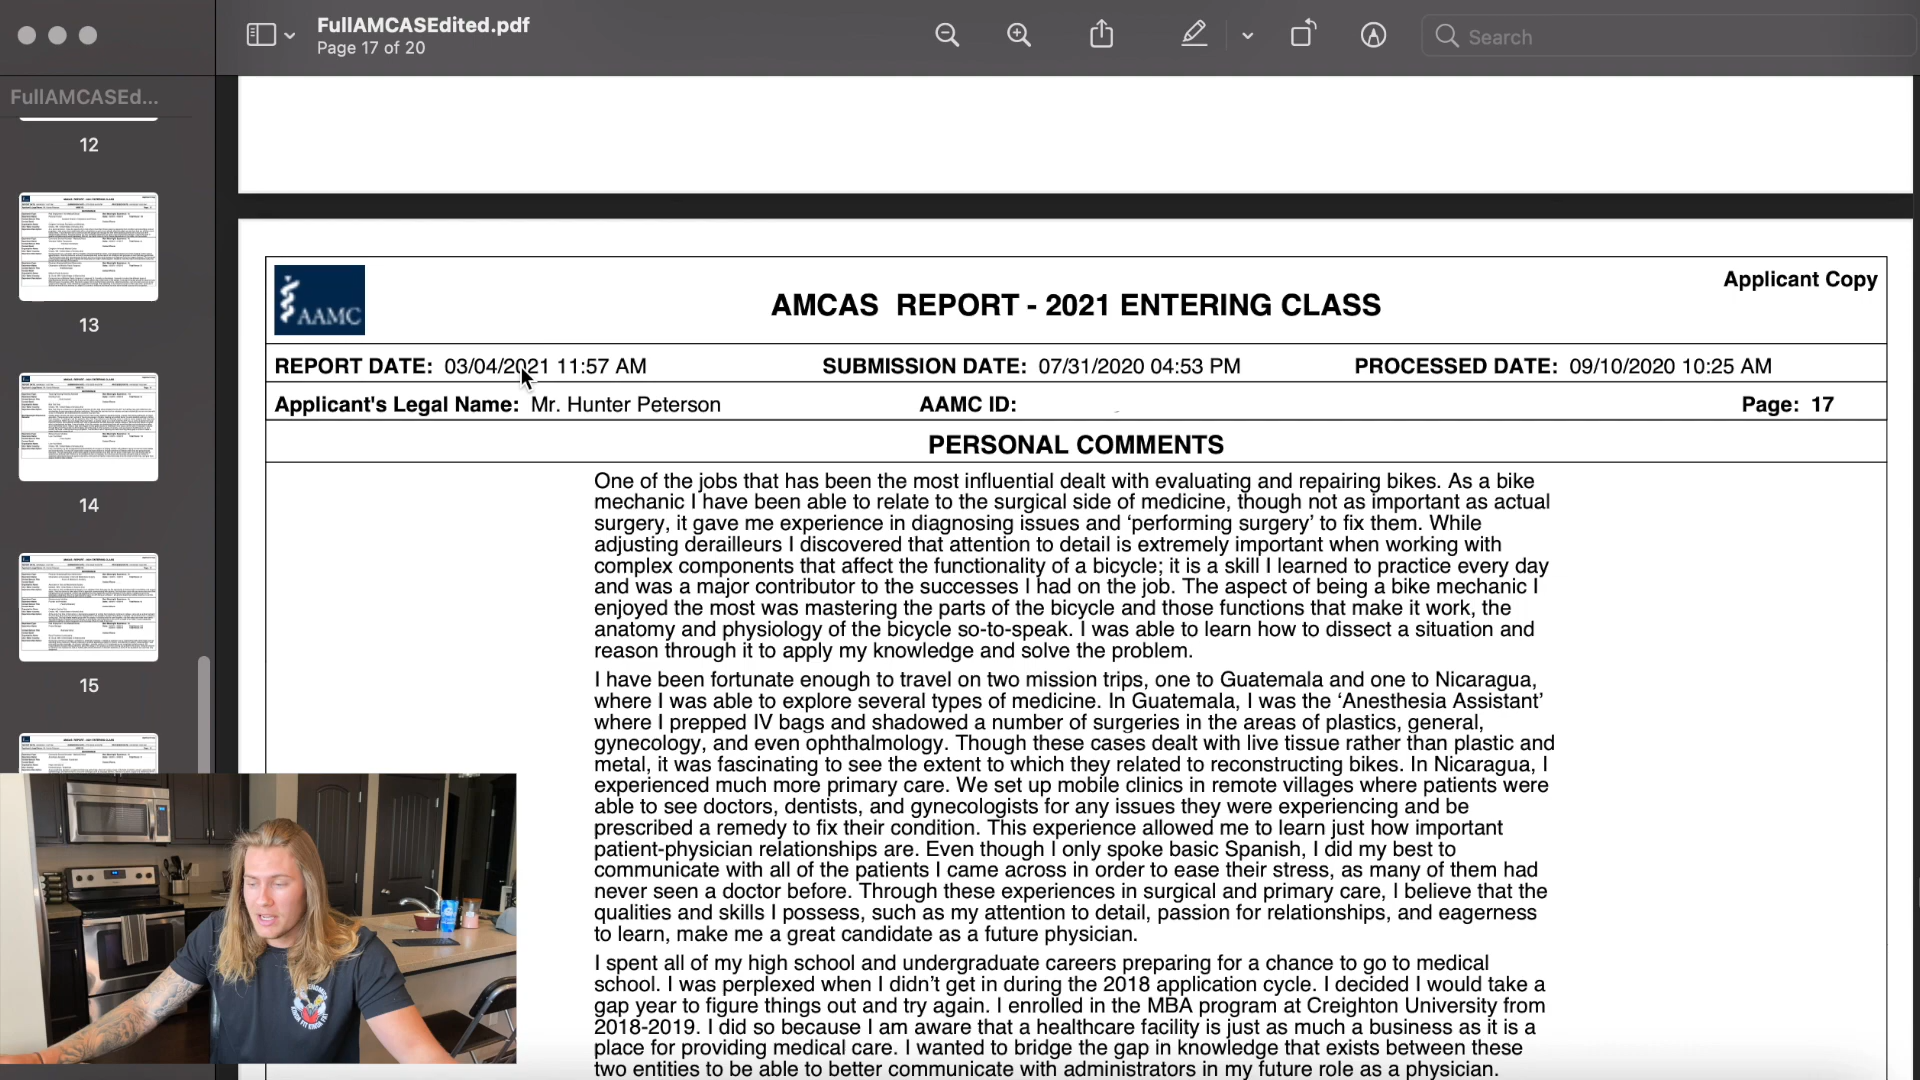 FullAMCASEdited.pdf
Page 17 of 20
Search
FullAMCASEd...
12
13
14
15
AAMC
Applicant Copy
AMCAS REPORT - 2021 ENTERING CLASS
REPORT DATE: 03/04/2021 11:57 AM SUBMISSION DATE: 07/31/2020 04:53 PM PROCESSED DATE: 09/10/2020 10:25 AM
Applicant's Legal Name: Mr. Hunter Peterson AAMC ID: Page: 17
PERSONAL COMMENTS
One of the jobs that has been the most influential dealt with evaluating and repairing bikes. As a bike
mechanic I have been able to relate to the surgical side of medicine, though not as important as actual
surgery, it gave me experience in diagnosing issues and ‘performing surgery’ to fix them. While
adjusting derailleurs I discovered that attention to detail is extremely important when working with
complex components that affect the functionality of a bicycle; it is a skill I learned to practice every day
and was a major contributor to the successes I had on the job. The aspect of being a bike mechanic I
enjoyed the most was mastering the parts of the bicycle and those functions that make it work, the
anatomy and physiology of the bicycle so-to-speak. I was able to learn how to dissect a situation and
reason through it to apply my knowledge and solve the problem.
I have been fortunate enough to travel on two mission trips, one to Guatemala and one to Nicaragua,
where I was able to explore several types of medicine. In Guatemala, I was the ‘Anesthesia Assistant’
where I prepped IV bags and shadowed a number of surgeries in the areas of plastics, general,
gynecology, and even ophthalmology. Though these cases dealt with live tissue rather than plastic and
metal, it was fascinating to see the extent to which they related to reconstructing bikes. In Nicaragua, I
experienced much more primary care. We set up mobile clinics in remote villages where patients were
able to see doctors, dentists, and gynecologists for any issues they were experiencing and be
prescribed a remedy to fix their condition. This experience allowed me to learn just how important
patient-physician relationships are. Even though I only spoke basic Spanish, I did my best to
communicate with all of the patients I came across in order to ease their stress, as many of them had
never seen a doctor before. Through these experiences in surgical and primary care, I believe that the
qualities and skills I possess, such as my attention to detail, passion for relationships, and eagerness
to learn, make me a great candidate as a future physician.
I spent all of my high school and undergraduate careers preparing for a chance to go to medical
school. I was perplexed when I didn’t get in during the 2018 application cycle. I decided I would take a
gap year to figure things out and try again. I enrolled in the MBA program at Creighton University from
2018-2019. I did so because I am aware that a healthcare facility is just as much a business as it is a
place for providing medical care. I wanted to bridge the gap in knowledge that exists between these
two entities to be able to better communicate with administrators in my future role as a physician.